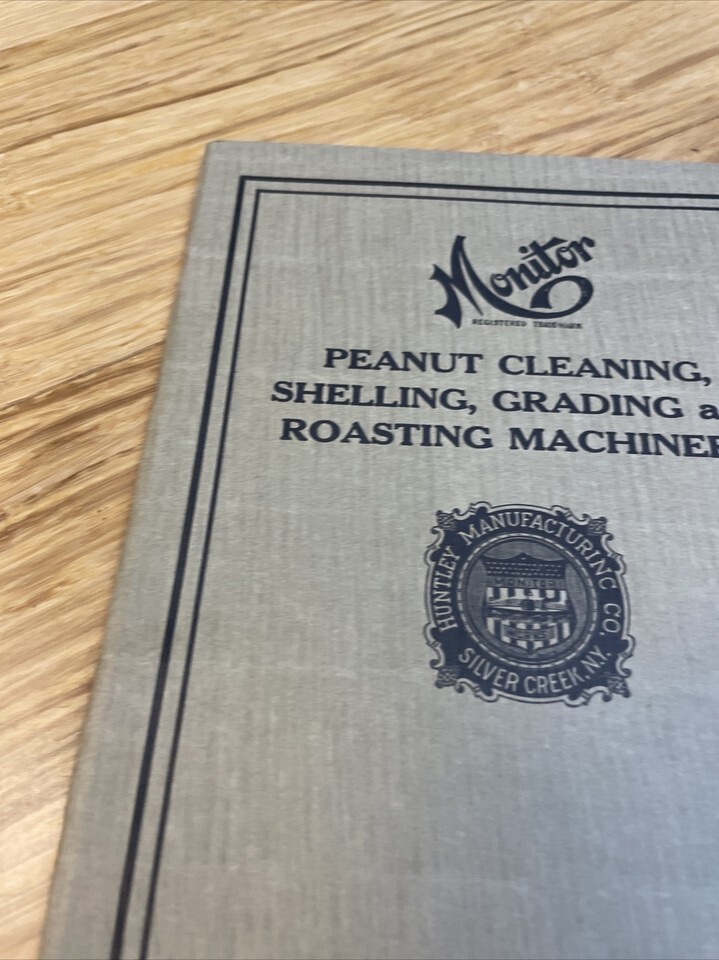 Monitor
REGISTERED TRADEMARK
PEANUT CLEANING,
SHELLING, GRADING a
ROASTING MACHINER
HUNTLEY MANUFACTURING CO.
MONITOR
SILVER CREEK, N.Y.